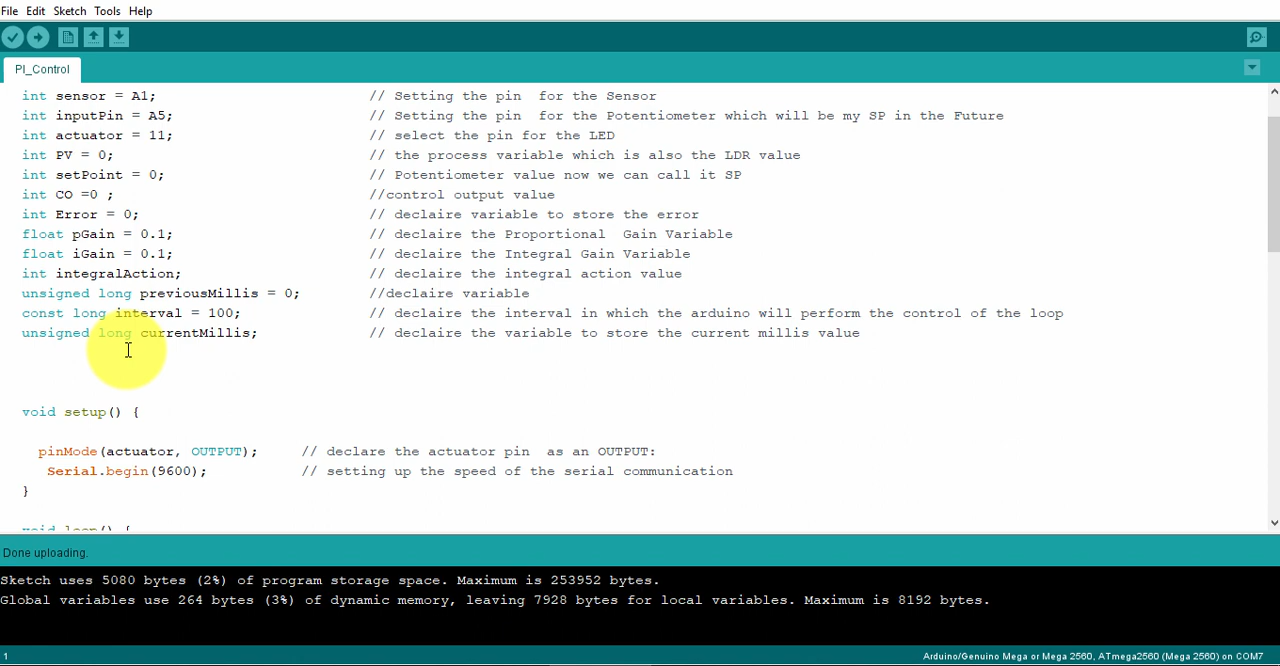 File Edit Sketch Tools Help
PI_Control
int sensor = A1; // Setting the pin  for the Sensor
int inputPin = A5; // Setting the pin  for the Potentiometer which will be my SP in the Future
int actuator = 11; // select the pin for the LED
int PV = 0; // the process variable which is also the LDR value
int setPoint = 0; // Potentiometer value now we can call it SP
int CO =0 ; //control output value
int Error = 0; // declaire variable to store the error
float pGain = 0.1; // declaire the Proportional  Gain Variable
float iGain = 0.1; // declaire the Integral Gain Variable
int integralAction; // declaire the integral action value
unsigned long previousMillis = 0; //declaire variable
const long interval = 100; // declaire the interval in which the arduino will perform the control of the loop
unsigned long currentMillis; // declaire the variable to store the current millis value
void setup() {
pinMode(actuator, OUTPUT); // declare the actuator pin  as an OUTPUT:
Serial.begin(9600); // setting up the speed of the serial communication
}
void loop() {
Done uploading.
Sketch uses 5080 bytes (2%) of program storage space. Maximum is 253952 bytes.
Global variables use 264 bytes (3%) of dynamic memory, leaving 7928 bytes for local variables. Maximum is 8192 bytes.
1 Arduino/Genuino Mega or Mega 2560, ATmega2560 (Mega 2560) on COM7